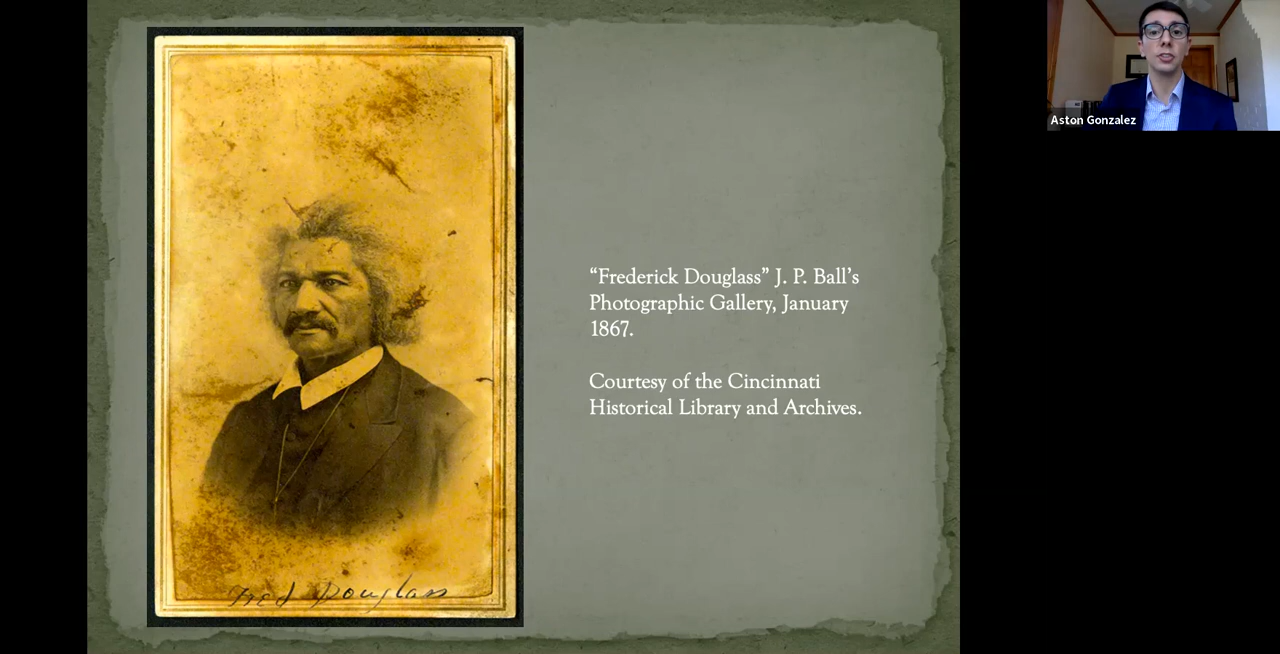 “Frederick Douglass” J. P. Ball’s
Photographic Gallery, January
1867.
Courtesy of the Cincinnati
Historical Library and Archives.
Fred Douglass
Aston Gonzalez